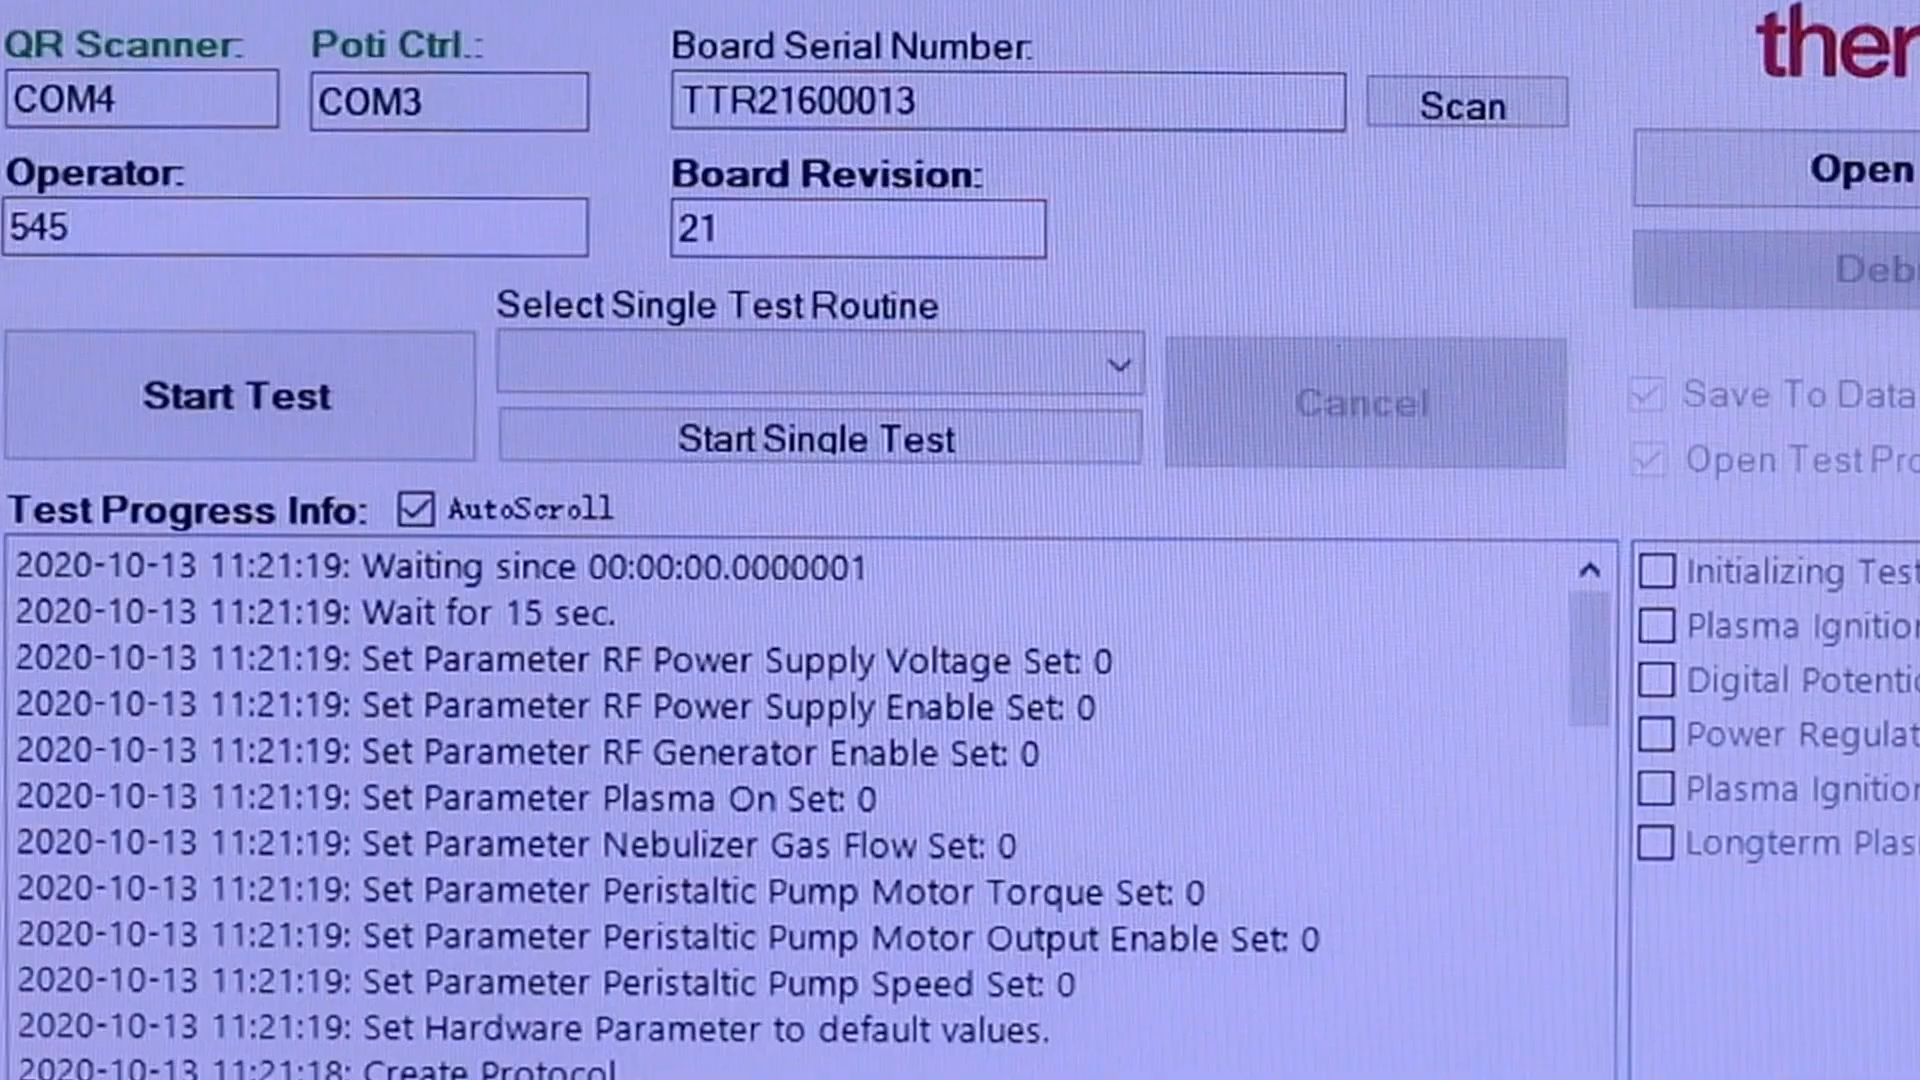 QR Scanner: Poti Ctrl.: Board Serial Number:
COM4 COM3 TTR21600013 Scan
Operator: Board Revision: Open
545 21
Select Single Test Routine
Start Test Cancel
Start Single Test
Save To Data
Open Test
Test Progress Info: AutoScroll
2020-10-13 11:21:19: Waiting since 00:00:00.0000001
2020-10-13 11:21:19: Wait for 15 sec.
2020-10-13 11:21:19: Set Parameter RF Power Supply Voltage Set: 0
2020-10-13 11:21:19: Set Parameter RF Power Supply Enable Set: 0
2020-10-13 11:21:19: Set Parameter RF Generator Enable Set: 0
2020-10-13 11:21:19: Set Parameter Plasma On Set: 0
2020-10-13 11:21:19: Set Parameter Nebulizer Gas Flow Set: 0
2020-10-13 11:21:19: Set Parameter Peristaltic Pump Motor Torque Set: 0
2020-10-13 11:21:19: Set Parameter Peristaltic Pump Motor Output Enable Set: 0
2020-10-13 11:21:19: Set Parameter Peristaltic Pump Speed Set: 0
2020-10-13 11:21:19: Set Hardware Parameter to default values.
2020-10-13 11:21:18: Create Protocol
Initializing Test
Plasma Ignition
Digital
Power
Plasma Ignition
Longterm